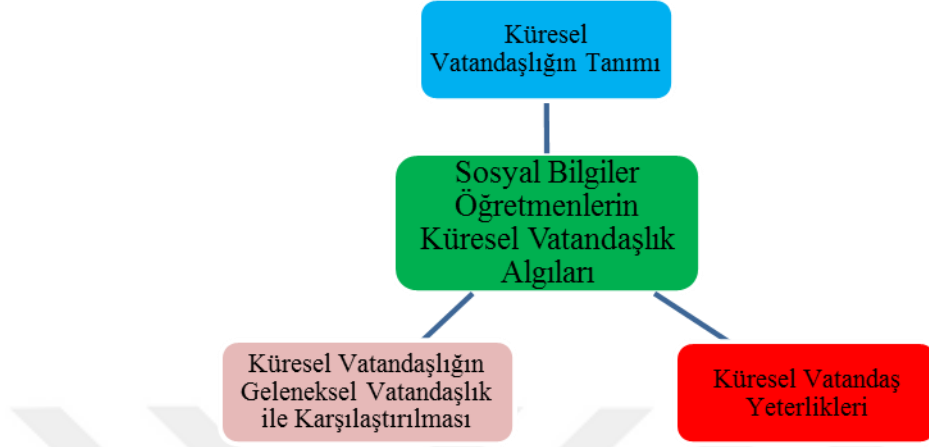 Küresel
Vatandaşlığın Tanımı
Sosyal Bilgiler
Öğretmenlerin
Küresel Vatandaşlık
Algıları
Küresel Vatandaşlığın
Geleneksel Vatandaşlık
ile Karşılaştırılması
Küresel Vatandaş
Yeterlikleri